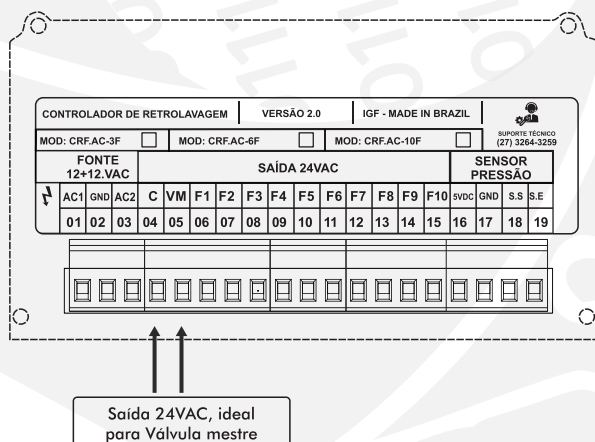 CONTROLADOR DE RETROLAVAGEM VERSÃO 2.0 IGF - MADE IN BRAZIL
SUPORTE TÉCNICO
(27) 3264-3259
MOD: CRF.AC-3F MOD: CRF.AC-6F MOD: CRF.AC-10F
FONTE
12+12.VAC
SAÍDA 24VAC
SENSOR
PRESSÃO
AC1 GND AC2 C VM F1 F2 F3 F4 F5 F6 F7 F8 F9 F10 5VDC GND S.S S.E
01 02 03 04 05 06 07 08 09 10 11 12 13 14 15 16 17 18 19
Saída 24VAC, ideal
para Válvula mestre